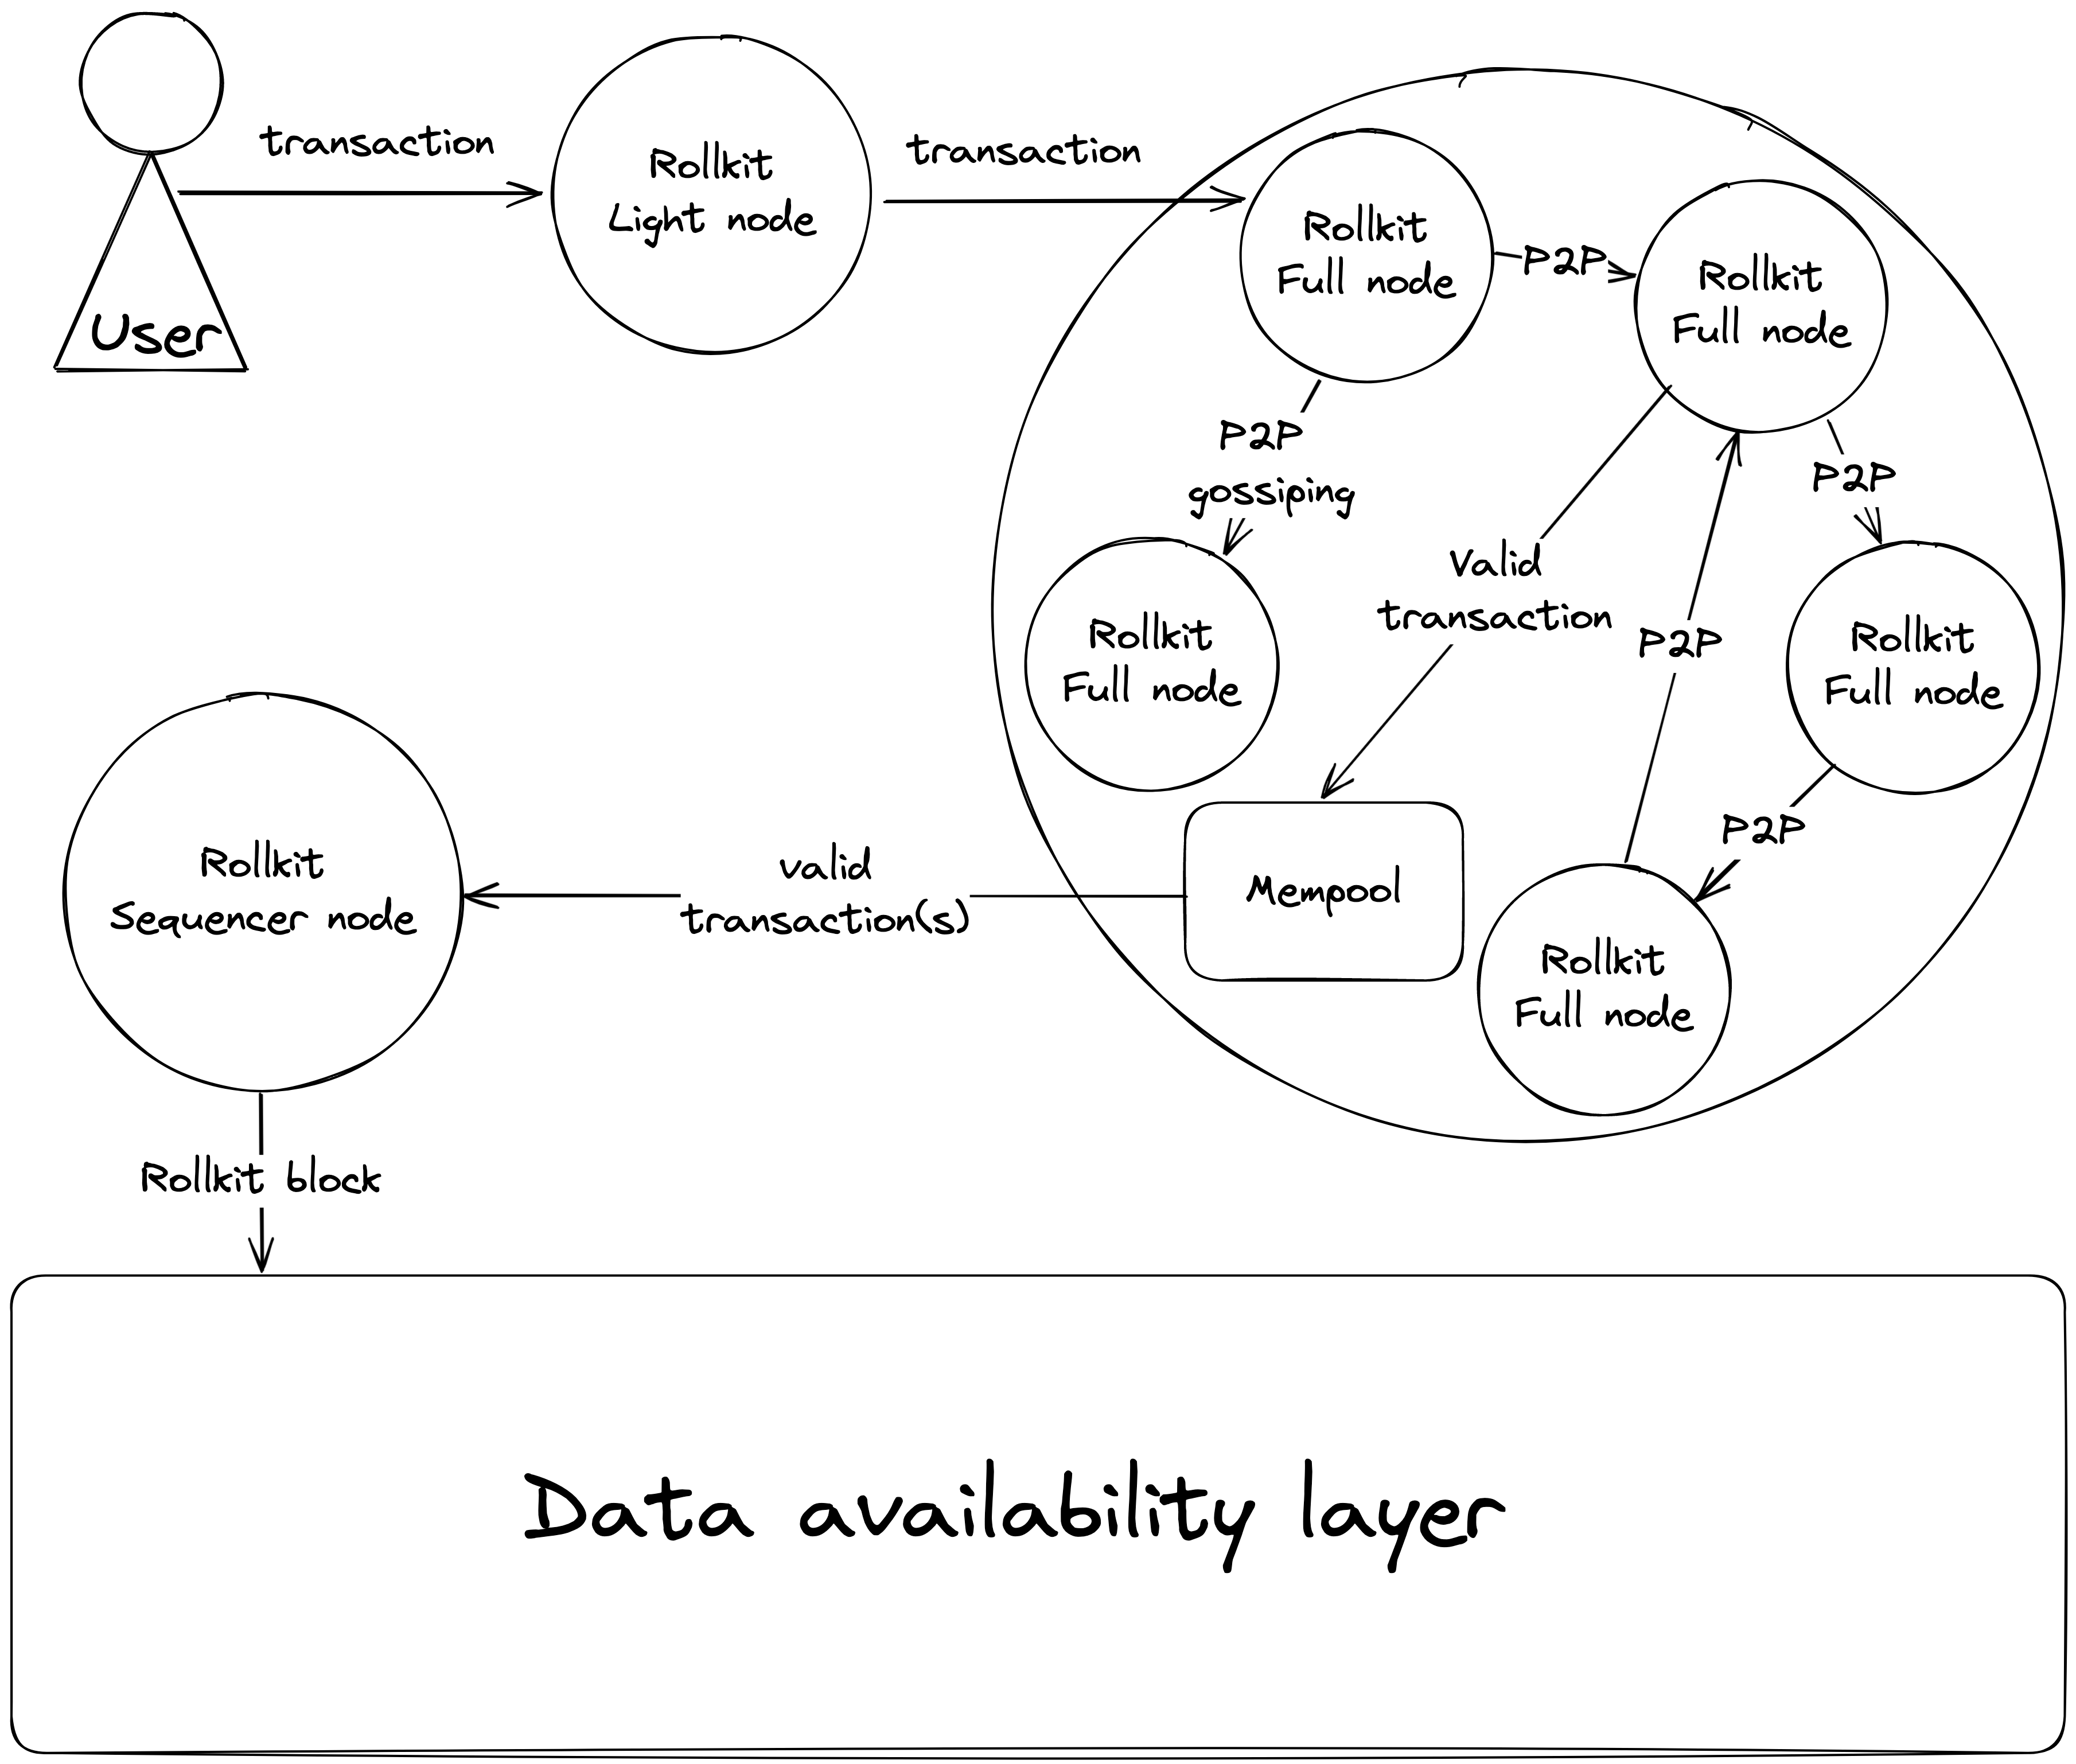 transaction
Rollkit
Light node
User
transaction
Rollkit
Full node
P2P
Rollkit
Full node
P2P
gossiping
P2P
Valid
transaction
P2P
Rollkit
Full node
Rollkit
Full node
P2P
Mempool
Rollkit
Full node
valid
transaction(s)
Rollkit
Sequencer node
Rollkit block
Data availability layer